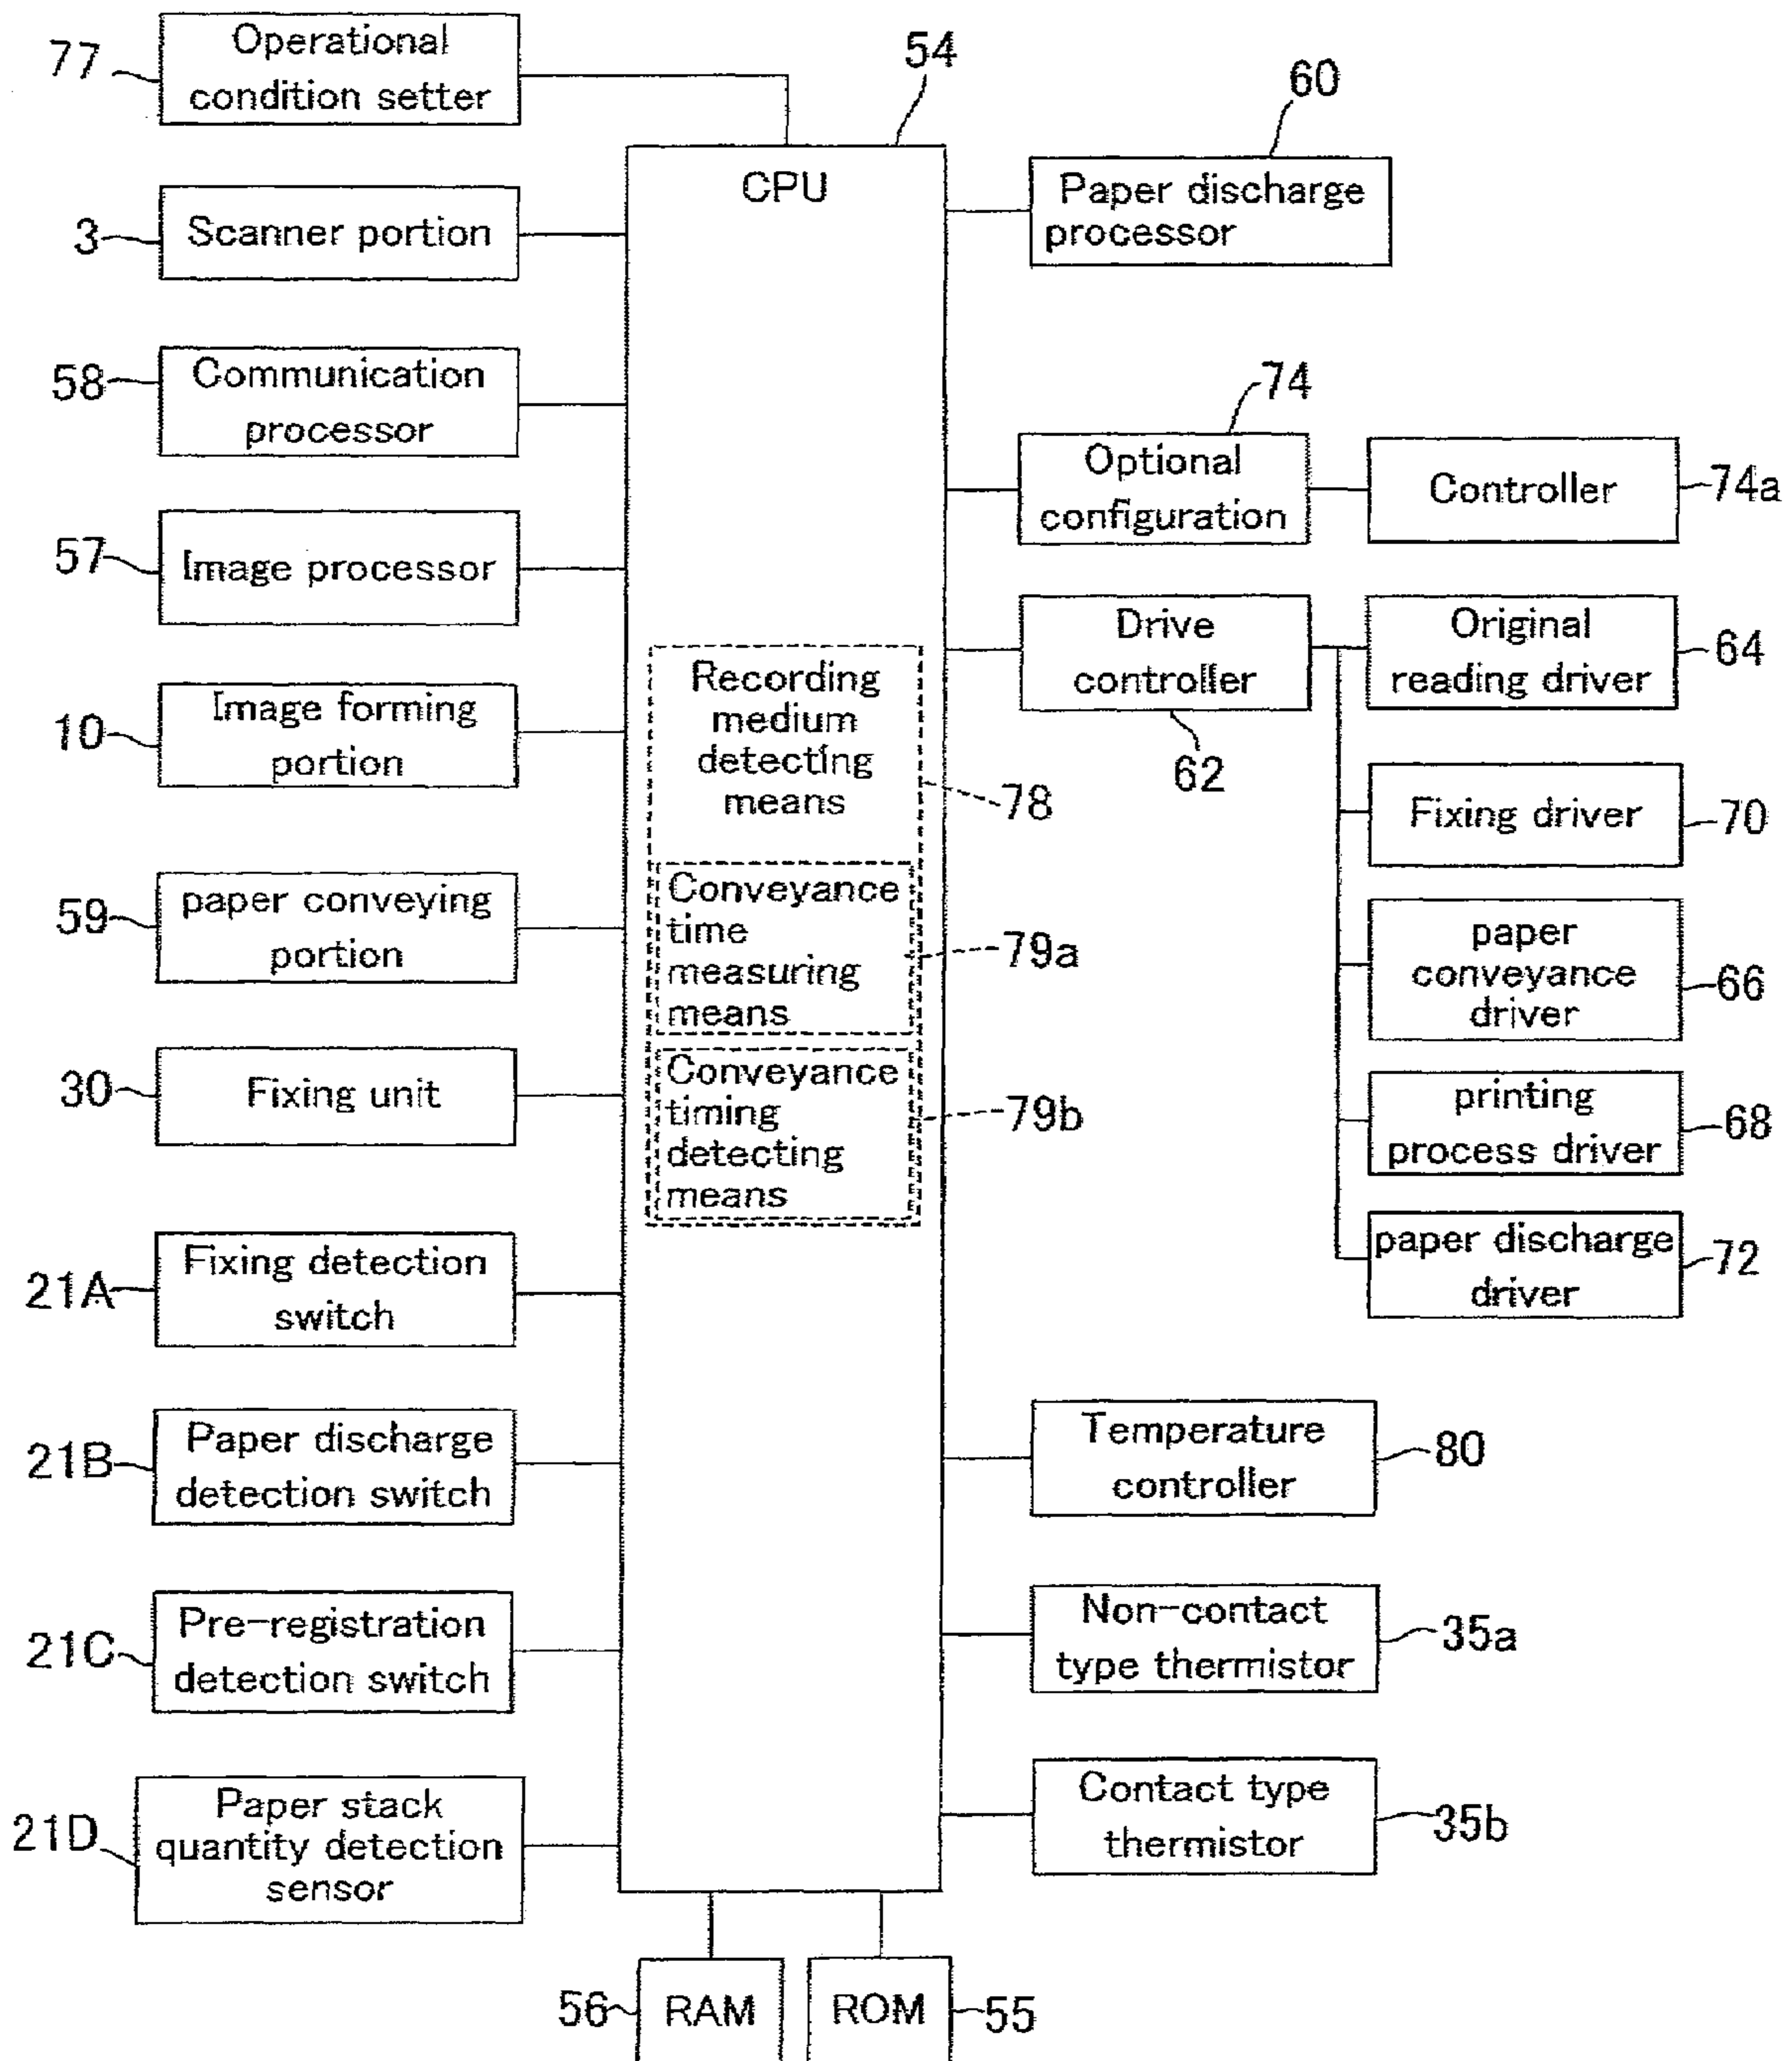 77
Operational
condition setter
54
CPU
60
Paper discharge
processor
3
Scanner portion
58
Communication
processor
74
Optional
configuration
Controller
74a
57
Image processor
Drive
controller
62
Original
reading driver
64
10
Image forming
portion
Recording
medium
detecting
means
78
Fixing driver
70
59
paper conveying
portion
Conveyance
time
measuring
means
79a
paper
conveyance
driver
66
30
Fixing unit
Conveyance
timing
detecting
means
79b
printing
process driver
68
paper discharge
driver
72
21A
Fixing detection
switch
21B
Paper discharge
detection switch
Temperature
controller
80
21C
Pre-registration
detection switch
Non-contact
type thermistor
35a
21D
Paper stack
quantity detection
sensor
Contact type
thermistor
35b
56
RAM
ROM
55